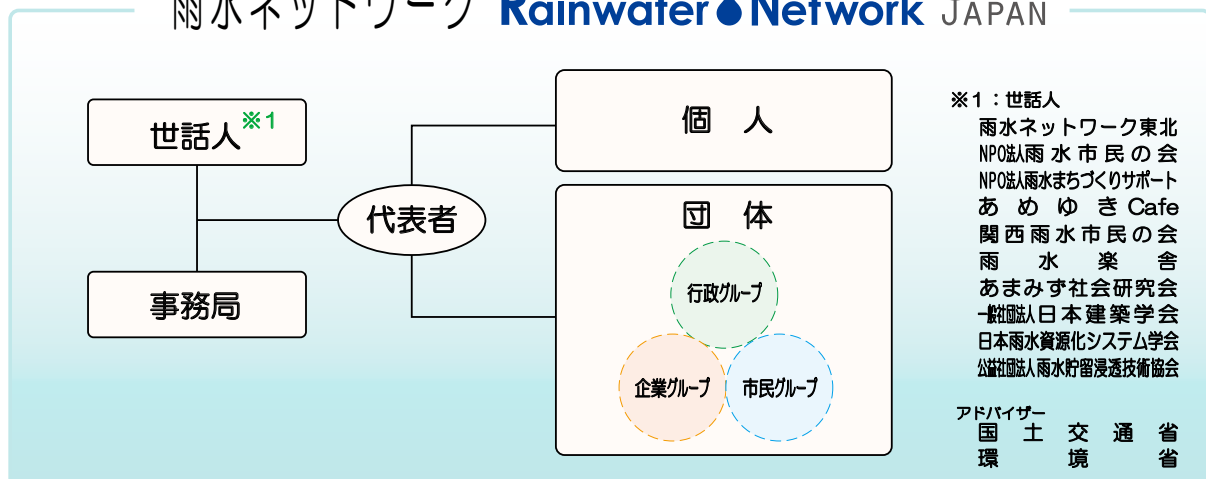 雨水ネットワーク Rainwater Network JAPAN
世話人※1
代表者
事務局
個 人
団 体
行政グループ
企業グループ
市民グループ
※1：世話人
雨水ネットワーク東北
NPO法人雨水市民の会
NPO法人雨水まちづくりサポート
あめゆきCafe
関西雨水市民の会
雨水楽舎
あまみず社会研究会
一般社団法人日本建築学会
日本雨水資源化システム学会
公益社団法人雨水貯留浸透技術協会
アドバイザー
国土交通省
環境省